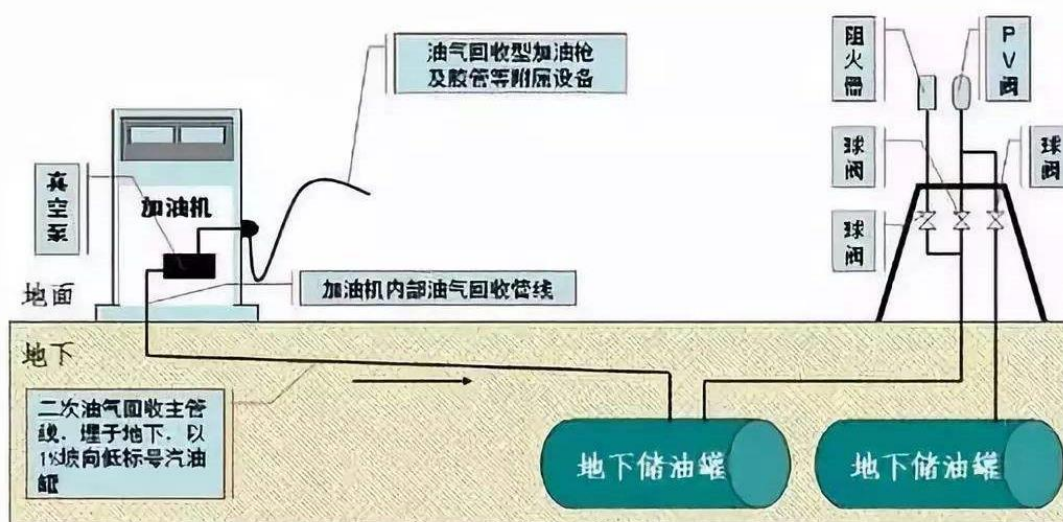 油气回收型加油枪
及胶管等附属设备
阻
火
器
P
V
阀
真
空
泵
加油机
球
阀
球
阀
球
阀
地面
加油机内部油气回收管线
地下
二次油气回收主管
线．埋于地下．以
1%坡向低标号汽油
罐
地下储油罐
地下储油罐